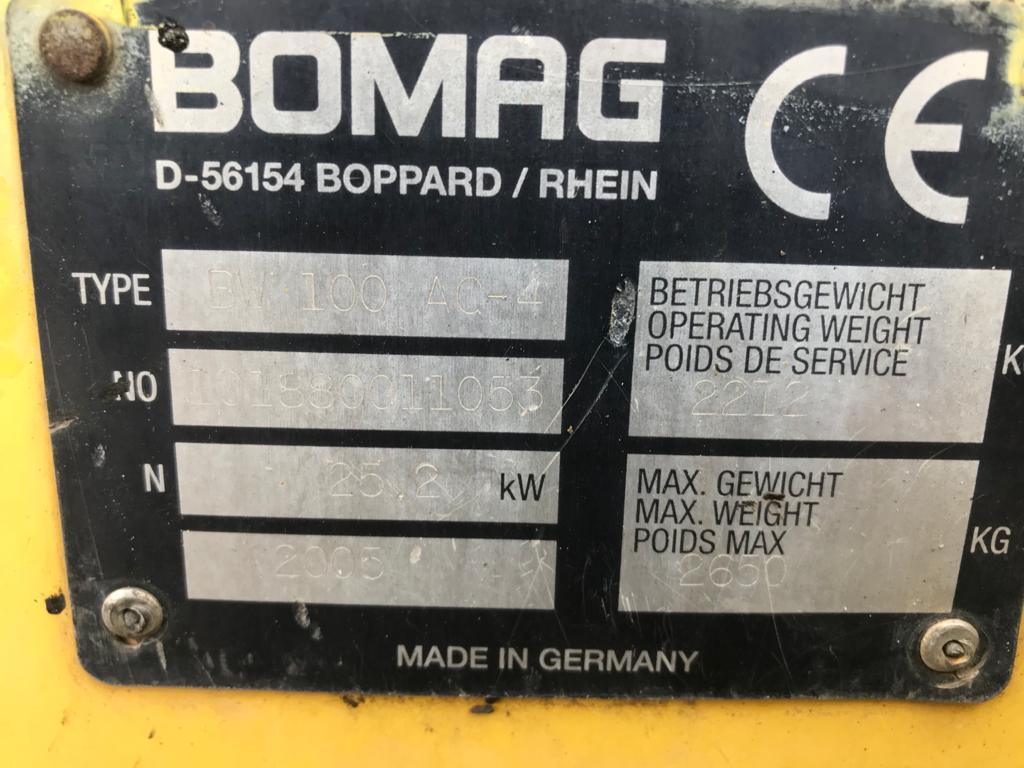 BOMAG CE
D-56154 BOPPARD / RHEIN
TYPE BW 100 AC-4
NO 101880011053
N 25.2 kW
2005
BETRIEBSGEWICHT
OPERATING WEIGHT
POIDS DE SERVICE
2212
MAX. GEWICHT
MAX. WEIGHT
POIDS MAX KG
2650
MADE IN GERMANY